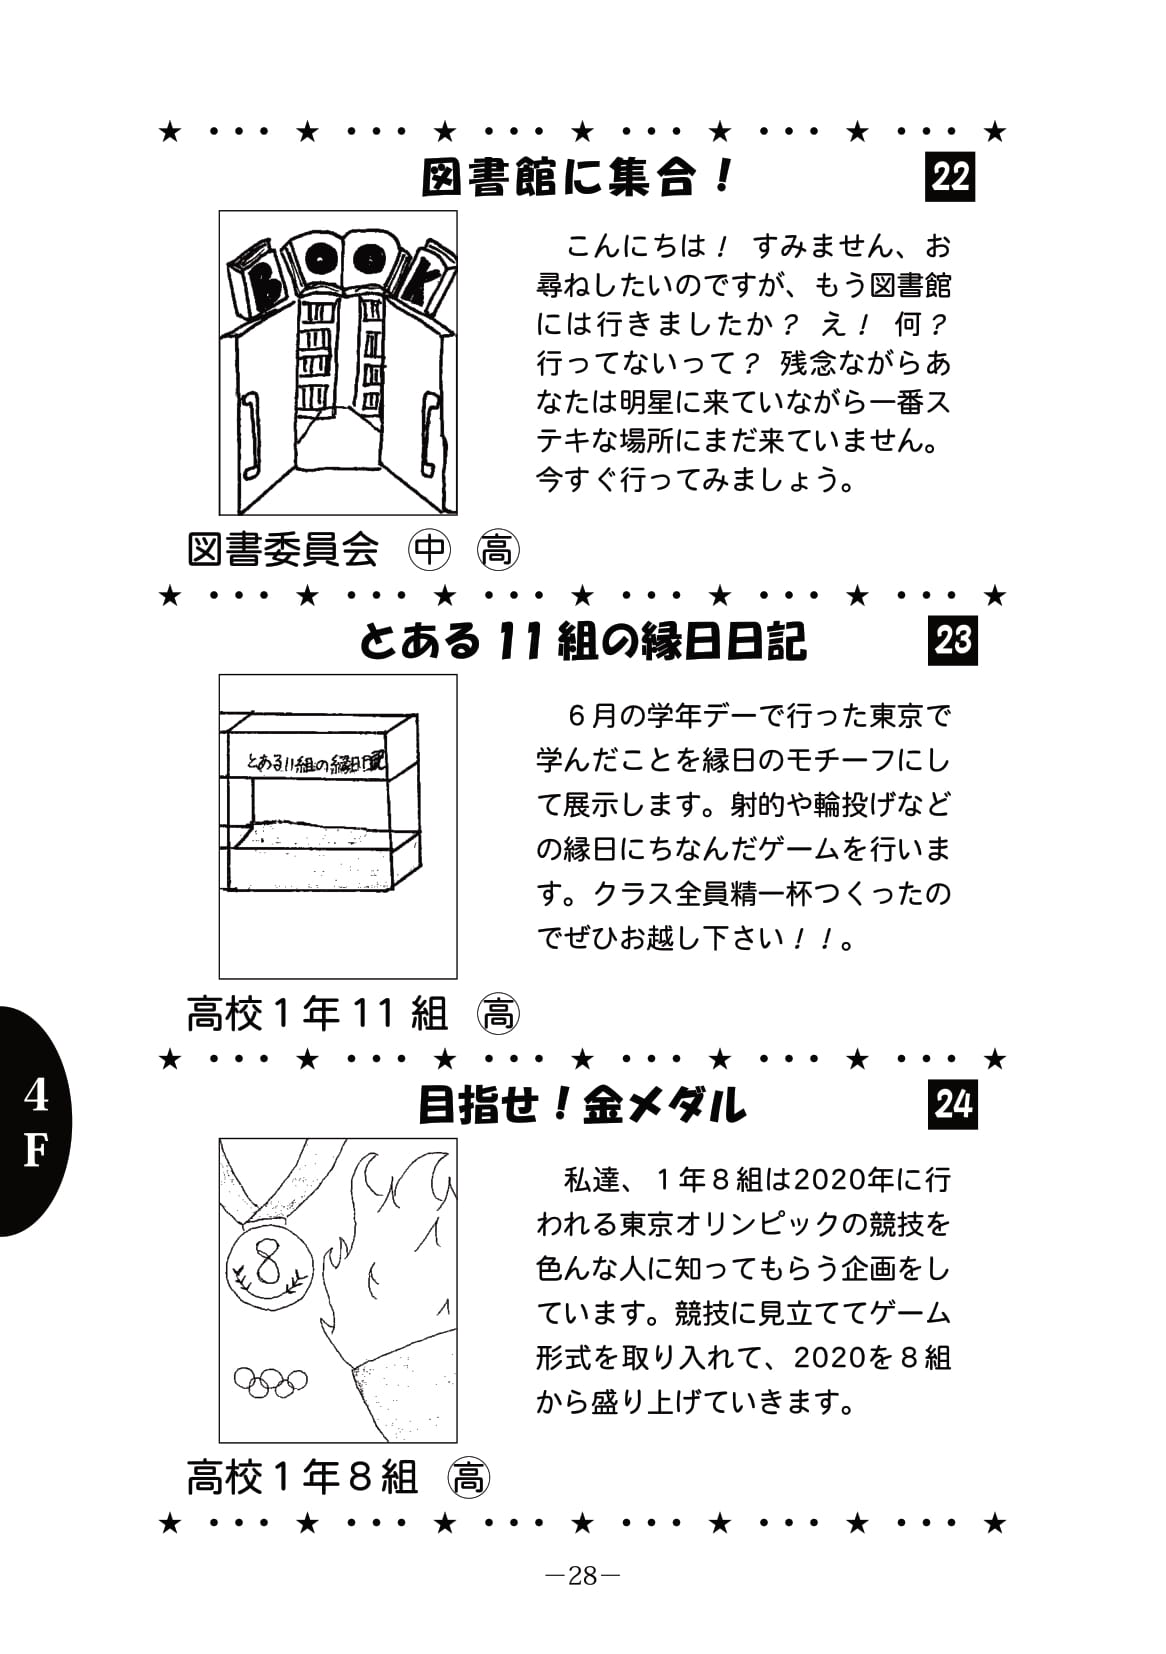 図書館に集合！
22
BOOK
こんにちは！ すみません、お
尋ねしたいのですが、もう図書館
には行きましたか？ え！ 何？
行ってないって？ 残念ながらあ
なたは明星に来ていながら一番ス
テキな場所にまだ来ていません。
今すぐ行ってみましょう。
図書委員会 ㊥ 高
とある11組の縁日日記
23
とある11組の縁日日記
６月の学年デーで行った東京で
学んだことを縁日のモチーフにし
て展示します。射的や輪投げなど
の縁日にちなんだゲームを行いま
す。クラス全員精一杯つくったの
でぜひお越し下さい！！。
高校１年11組 高
4F
目指せ！金メダル
24
8
私達、１年８組は2020年に行
われる東京オリンピックの競技を
色んな人に知ってもらう企画をし
ています。競技に見立ててゲーム
形式を取り入れて、2020を８組
から盛り上げていきます。
高校１年８組 高
―28―